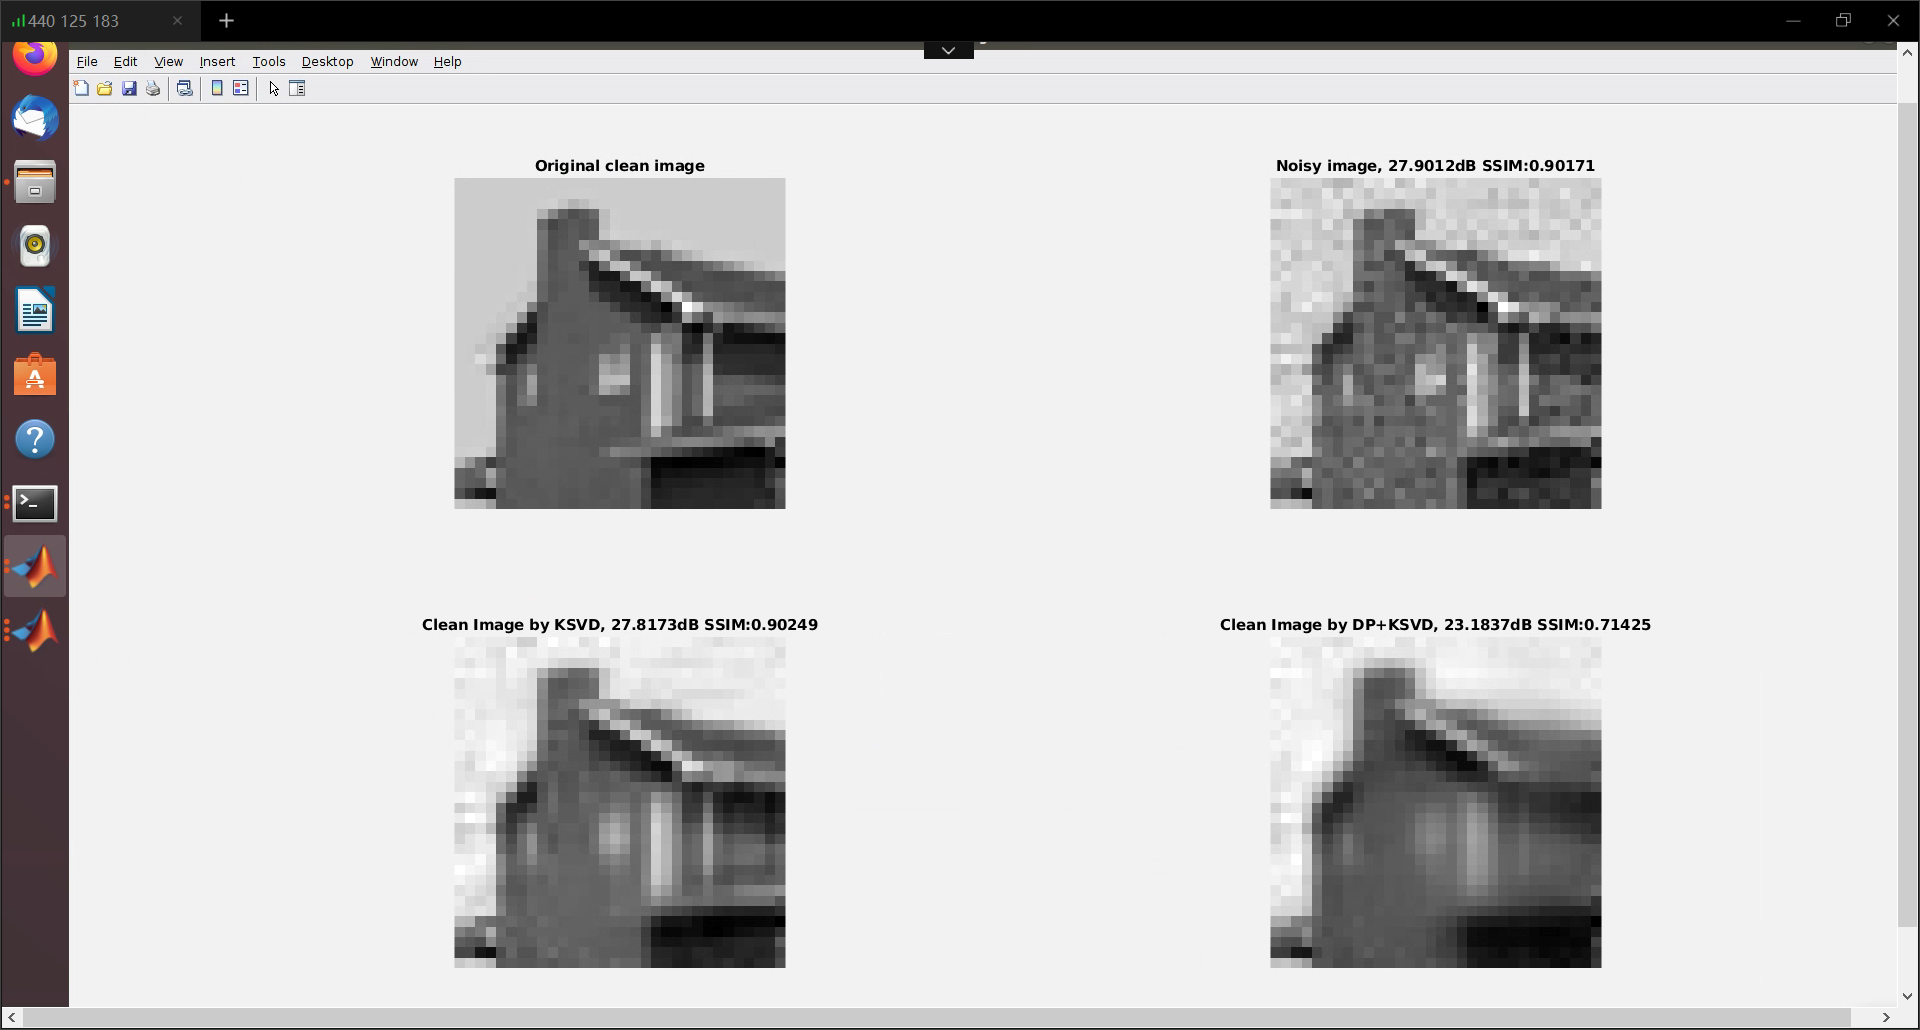 440 125 183
File Edit View Insert Tools Desktop Window Help
Original clean image
Noisy image, 27.9012dB SSIM:0.90171
Clean Image by KSVD, 27.8173dB SSIM:0.90249
Clean Image by DP+KSVD, 23.1837dB SSIM:0.71425